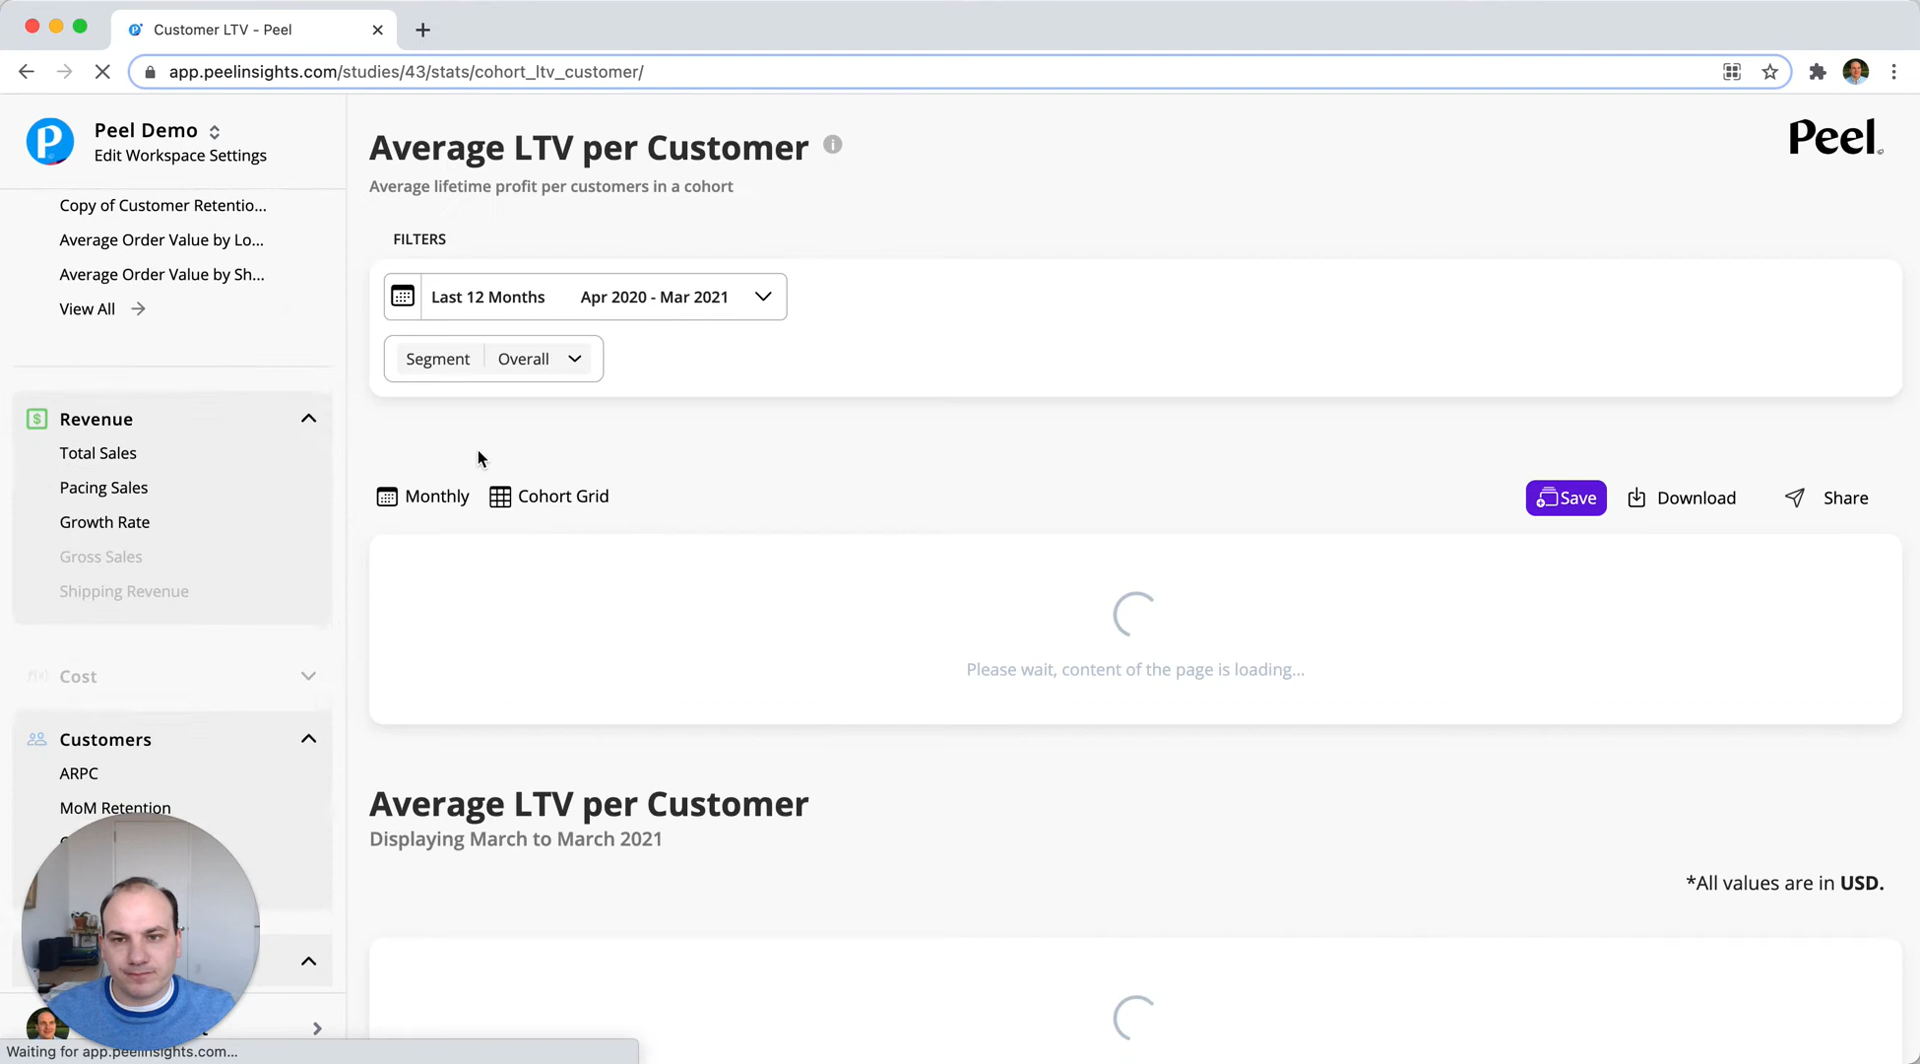 Customer LTV - Peel
app.peelinsights.com/studies/43/stats/cohort_ltv_customer/
Peel Demo
Edit Workspace Settings
Copy of Customer Retentio...
Average Order Value by Lo...
Average Order Value by Sh...
View All
Revenue
Total Sales
Pacing Sales
Growth Rate
Gross Sales
Shipping Revenue
Cost
Customers
ARPC
MoM Retention
Waiting for app.peelinsights.com...
Average LTV per Customer
Average lifetime profit per customers in a cohort
Peel
FILTERS
Last 12 Months Apr 2020 - Mar 2021
Segment Overall
Monthly Cohort Grid
Save Download Share
Please wait, content of the page is loading...
Average LTV per Customer
Displaying March to March 2021
*All values are in USD.